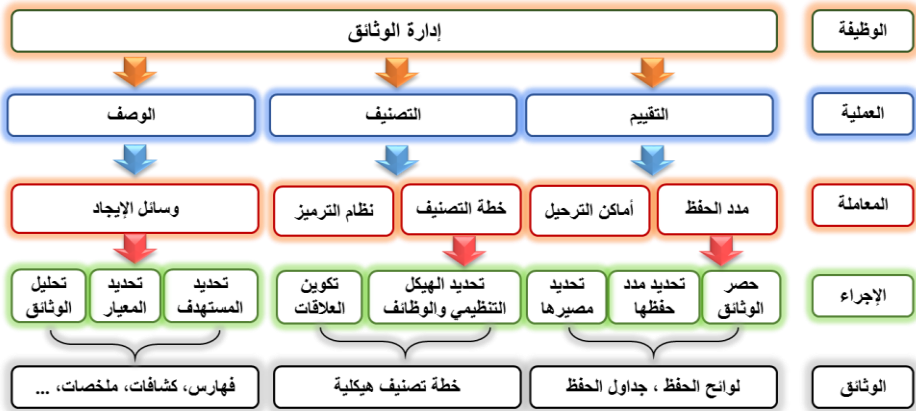 الوظيفة
إدارة الوثائق
العملية
التقييم
التصنيف
الوصف
المعاملة
مدد الحفظ
أماكن الترحيل
خطة التصنيف
نظام الترميز
وسائل الإيجاد
الإجراء
حصر
الوثائق
تحديد مدد
حفظها
تحديد
مصيرها
تحديد الهيكل
التنظيمي والوظائف
تكوين
العلاقات
تحديد
المستهدف
تحديد
المعيار
تحليل
الوثائق
الوثائق
لوائح الحفظ ، جداول الحفظ
خطة تصنيف هيكلية
فهارس، كشافات، ملخصات، ...